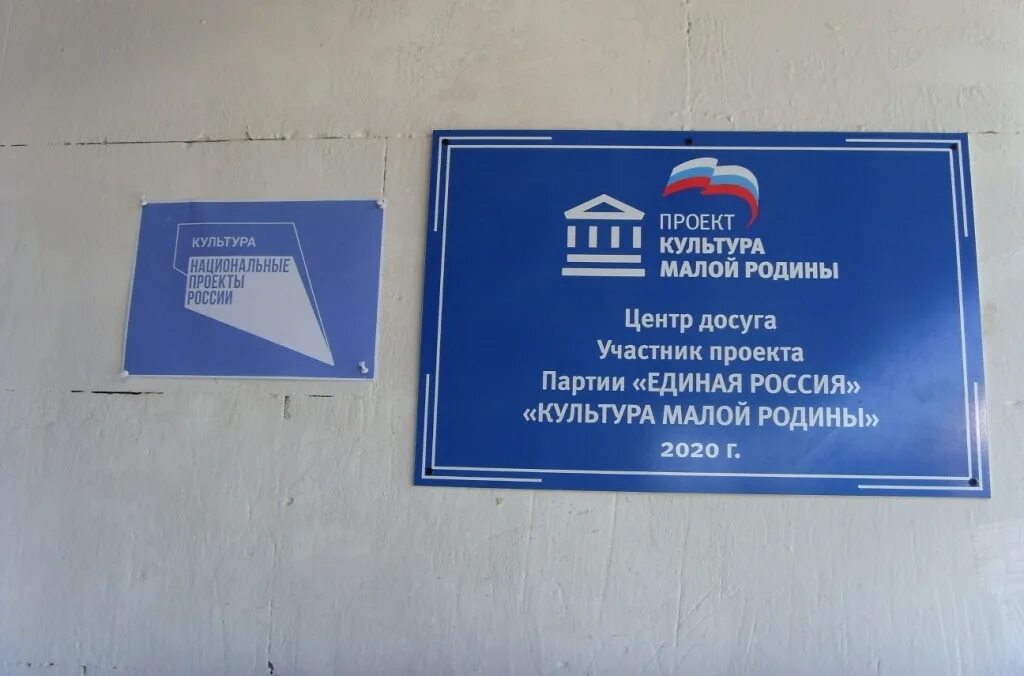 КУЛЬТУРА
НАЦИОНАЛЬНЫЕ
ПРОЕКТЫ
РОССИИ
ПРОЕКТ
КУЛЬТУРА
МАЛОЙ РОДИНЫ
Центр досуга
Участник проекта
Партии «ЕДИНАЯ РОССИЯ»
«КУЛЬТУРА МАЛОЙ РОДИНЫ»
2020 г.